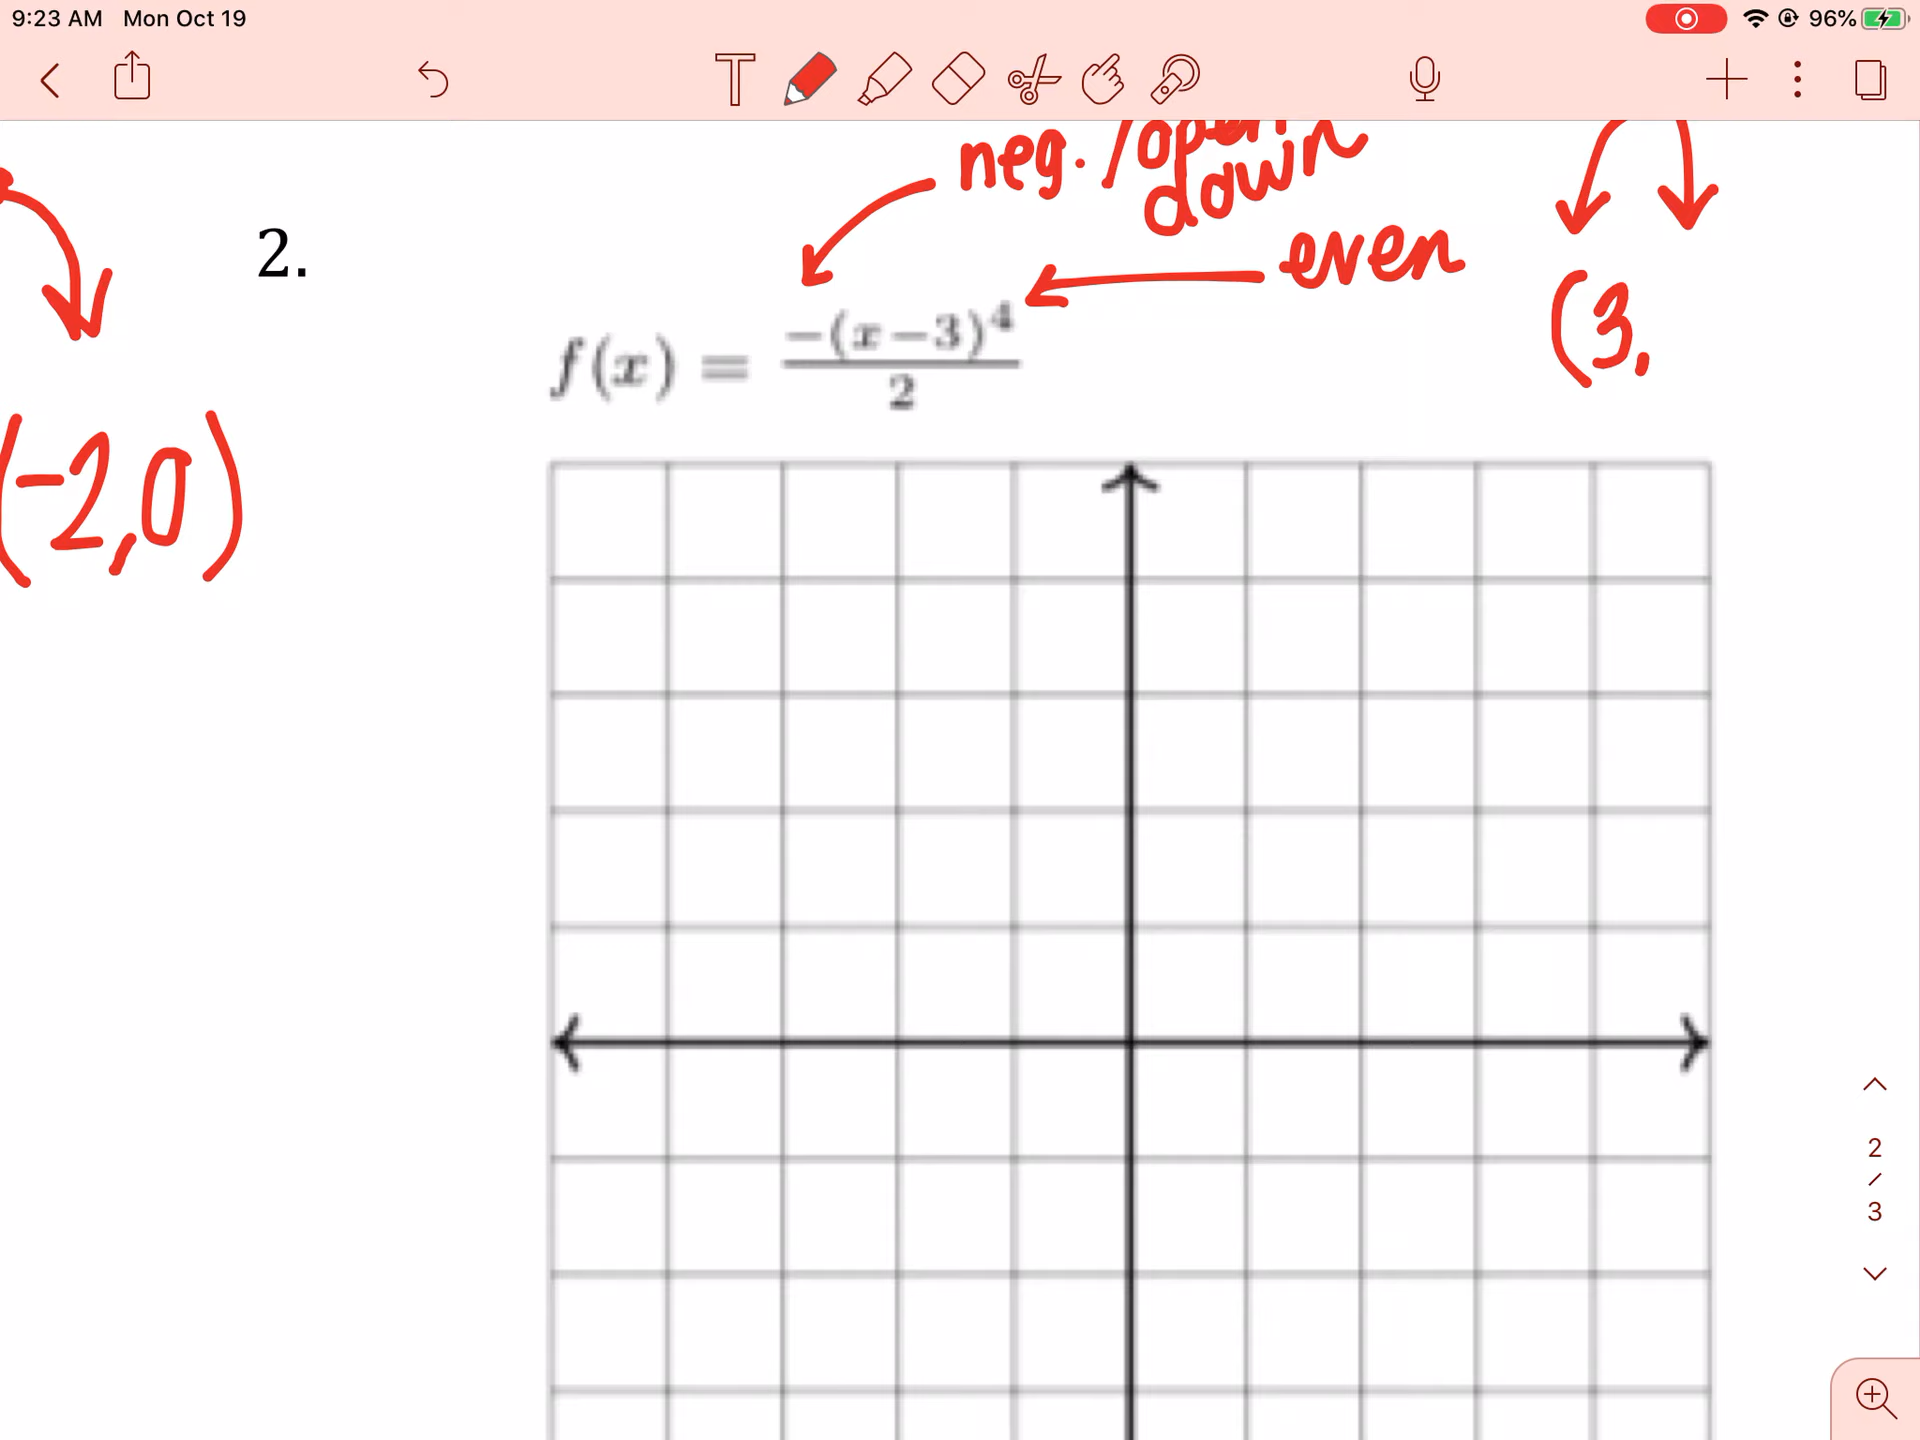 9:23 AM Mon Oct 19
96%
T
neg. / open
down
2.
even
f(x) = -(x-3)^4 / 2
(3,
(-2,0)
2
/
3